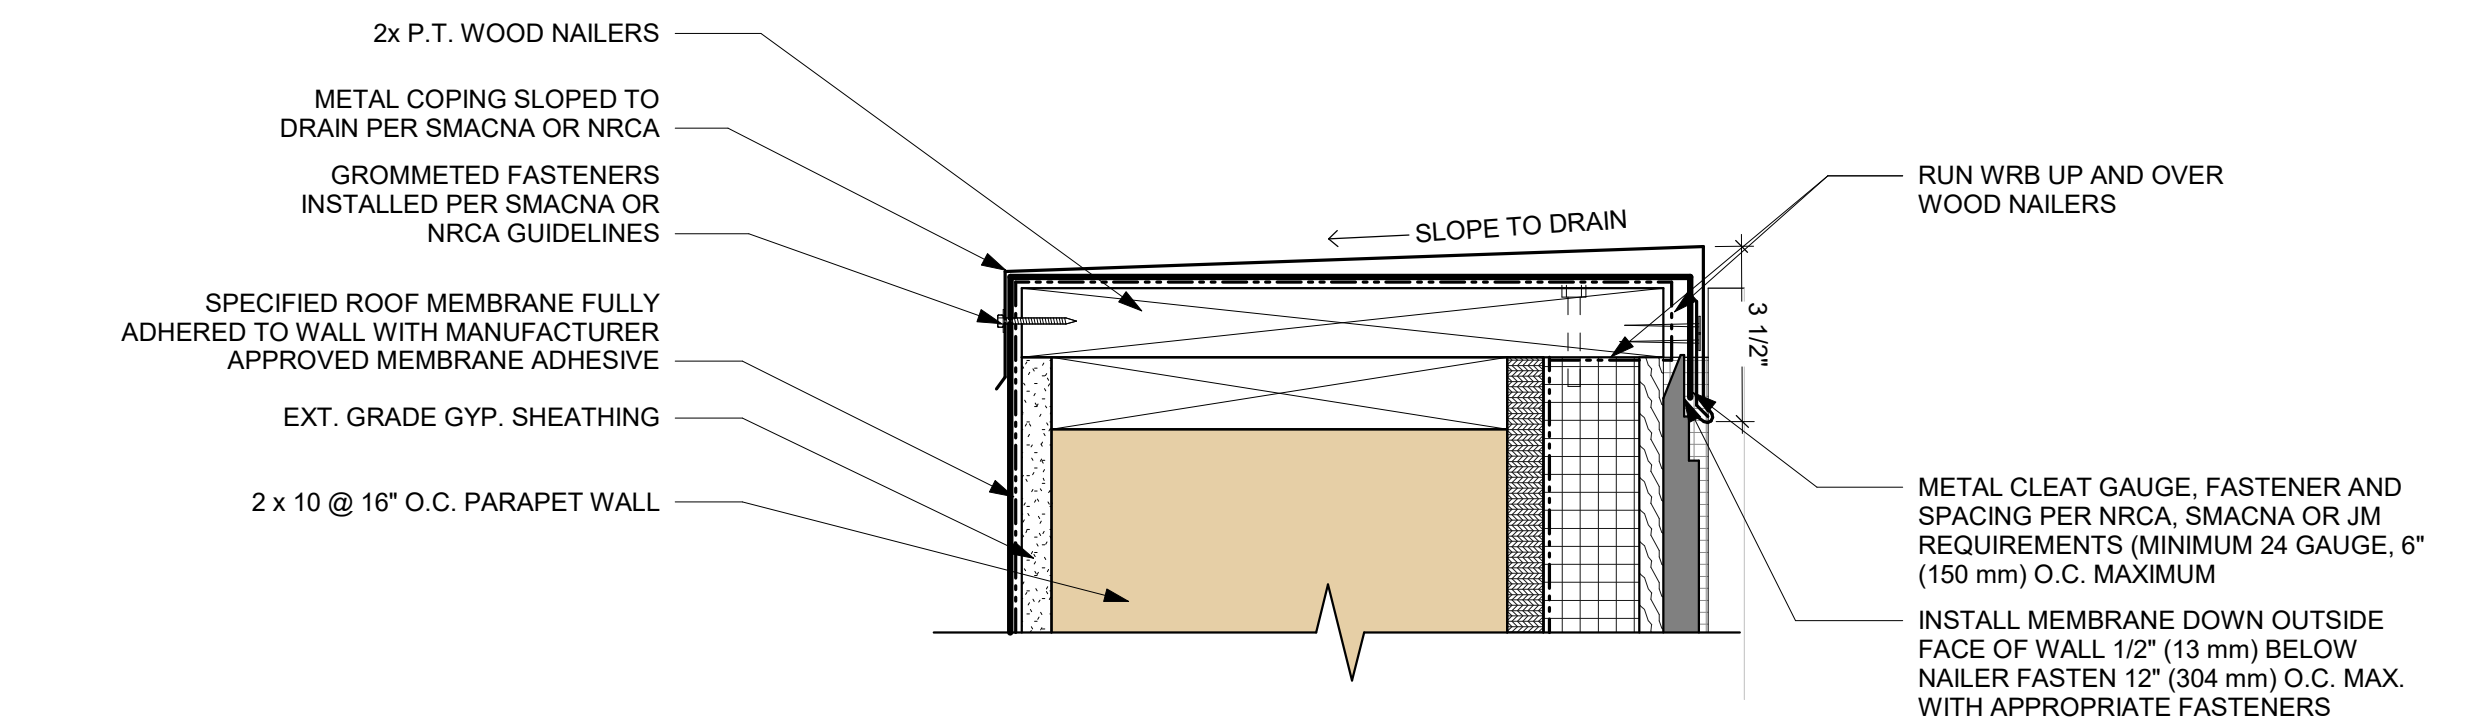 2x P.T. WOOD NAILERS
METAL COPING SLOPED TO
DRAIN PER SMACNA OR NRCA
GROMMETED FASTENERS
INSTALLED PER SMACNA OR
NRCA GUIDELINES
SPECIFIED ROOF MEMBRANE FULLY
ADHERED TO WALL WITH MANUFACTURER
APPROVED MEMBRANE ADHESIVE
EXT. GRADE GYP. SHEATHING
2 x 10 @ 16" O.C. PARAPET WALL
SLOPE TO DRAIN
3 1/2"
RUN WRB UP AND OVER
WOOD NAILERS
METAL CLEAT GAUGE, FASTENER AND
SPACING PER NRCA, SMACNA OR JM
REQUIREMENTS (MINIMUM 24 GAUGE, 6"
(150 mm) O.C. MAXIMUM
INSTALL MEMBRANE DOWN OUTSIDE
FACE OF WALL 1/2" (13 mm) BELOW
NAILER FASTEN 12" (304 mm) O.C. MAX.
WITH APPROPRIATE FASTENERS